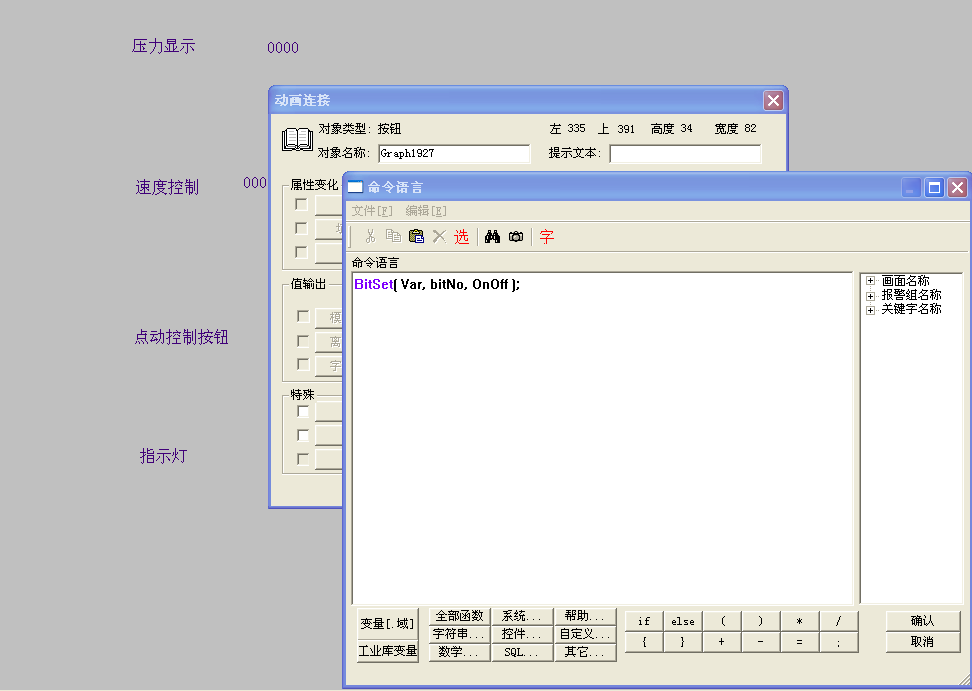 压力显示 0000
动画连接
对象类型: 按钮 左 335 上 391 高度 34 宽度 82
对象名称: Graph1927 提示文本:
速度控制 000
属性变化
命令语言
文件[F] 编辑[E]
选 字
命令语言
BitSet( Var, bitNo, OnOff );
画面名称
报警组名称
关键字名称
值输出
模
离
字
点动控制按钮
特殊
指示灯
变量[.域] 全部函数 系统... 帮助... if else ( ) * / 确认
字符串... 控件... 自定义...
工业库变量 数学... SQL... 其它... { } + - = ; 取消